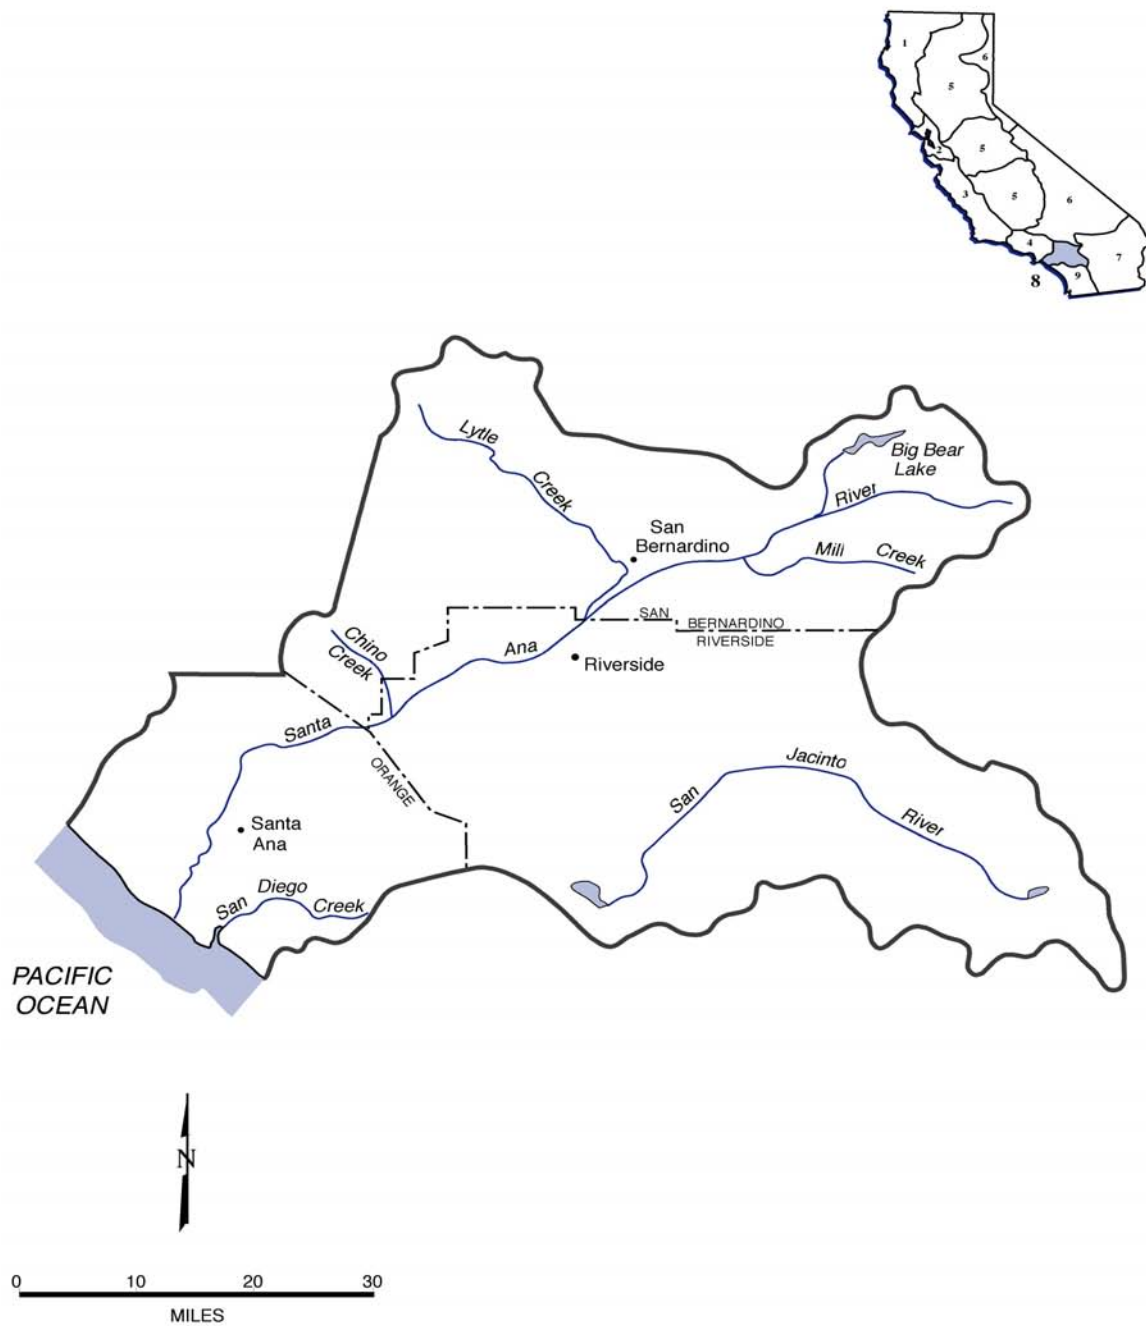 1
6
5
2
5
3
5
6
4
7
8
9
Lytle
Creek
Big Bear
Lake
River
San
Bernardino
Mill Creek
SAN
BERNARDINO
RIVERSIDE
Chino
Creek
Ana
Riverside
Santa
ORANGE
Jacinto
San
River
Santa
Ana
San Diego Creek
PACIFIC
OCEAN
N
0 10 20 30
MILES